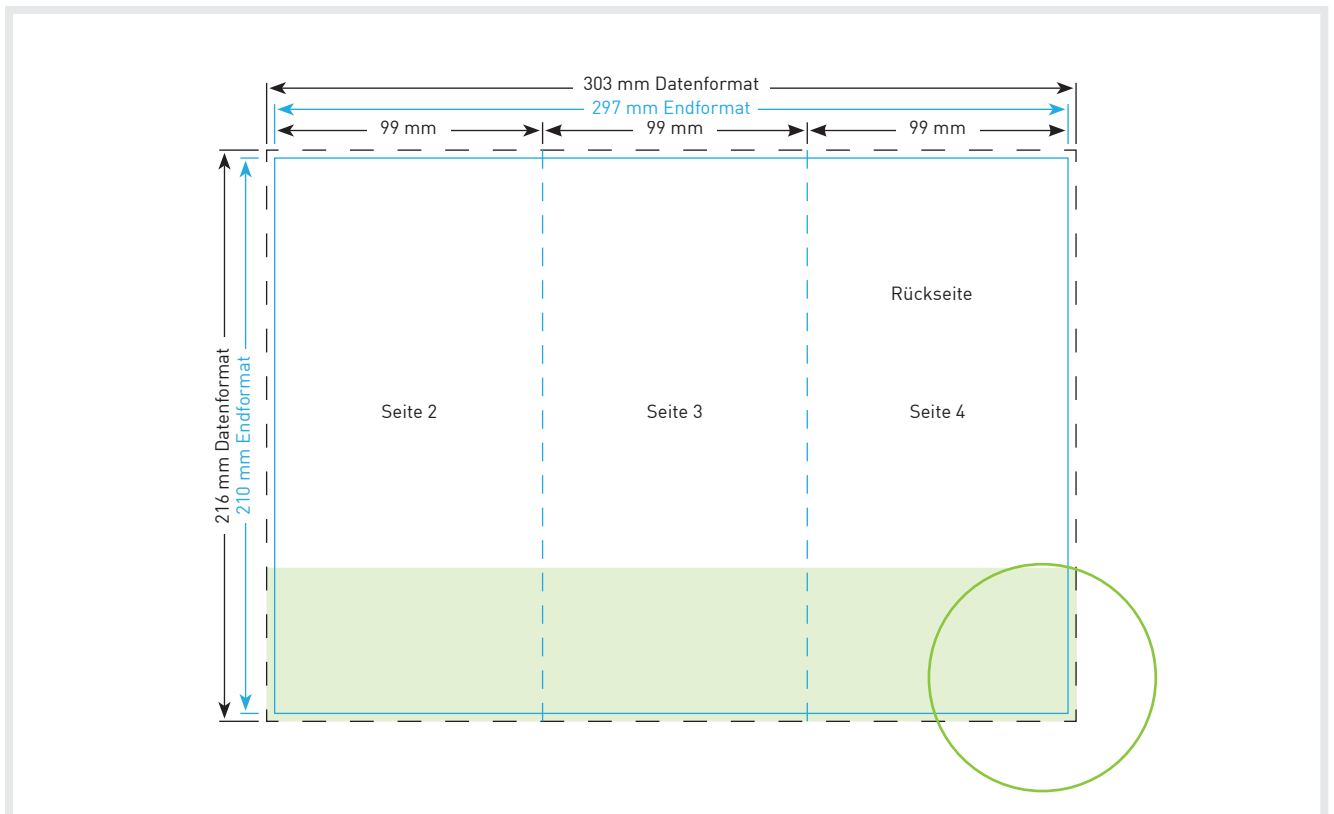 303 mm Datenformat
297 mm Endformat
99 mm
99 mm
99 mm
216 mm Datenformat
210 mm Endformat
Rückseite
Seite 2
Seite 3
Seite 4